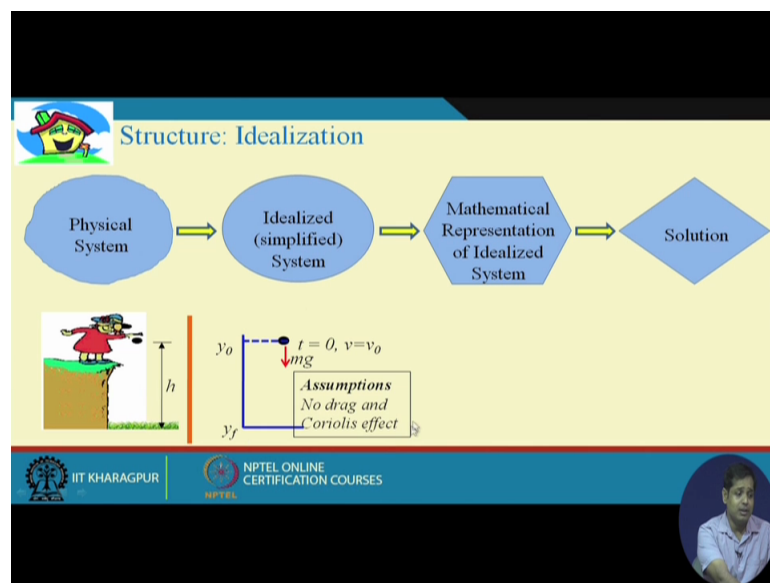 Structure: Idealization
Physical
System
Idealized
(simplified)
System
Mathematical
Representation
of Idealized
System
Solution
h
y₀
t = 0, v=v₀
mg
Assumptions
No drag and
Coriolis effect
y_f
IIT KHARAGPUR
NPTEL
NPTEL ONLINE
CERTIFICATION COURSES